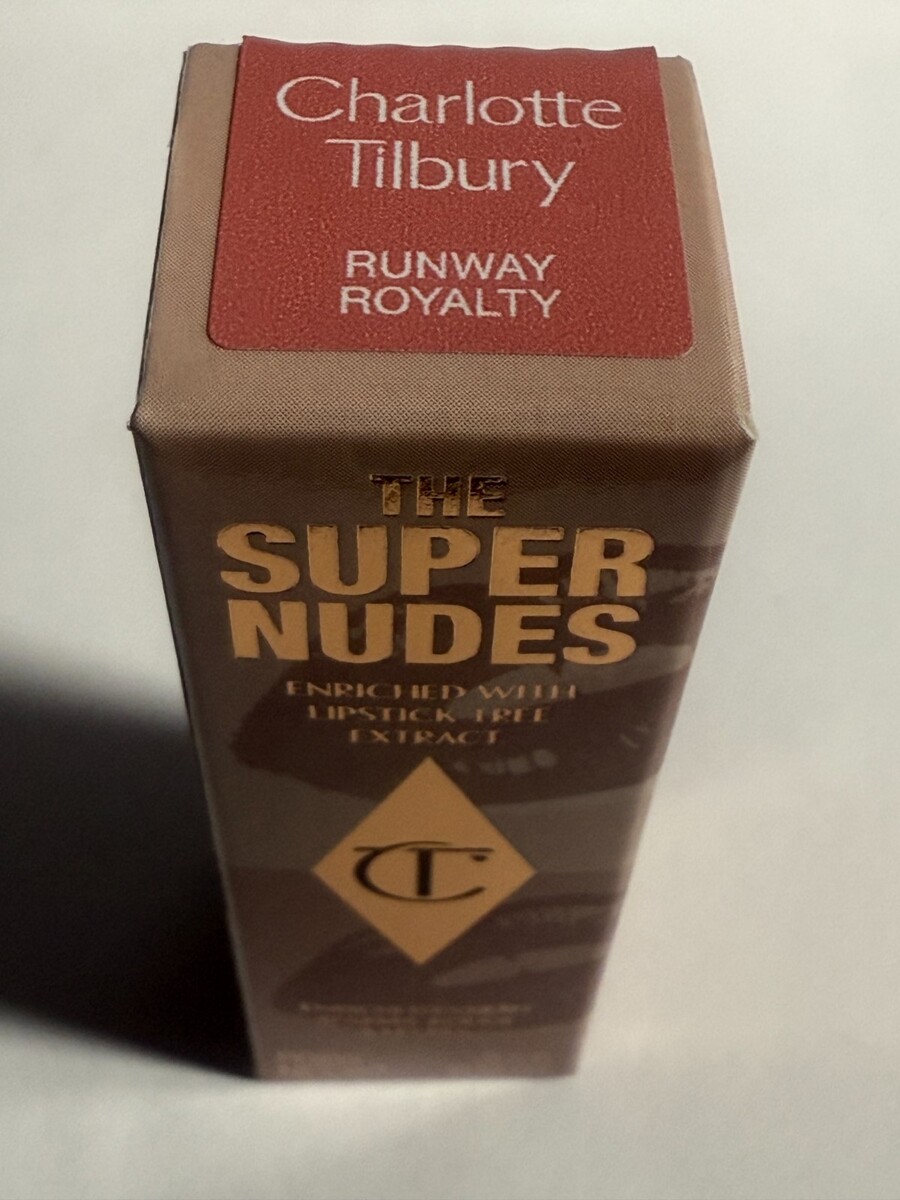 Charlotte
Tilbury
RUNWAY
ROYALTY
THE
SUPER
NUDES
ENRICHED WITH
LIPSTICK TREE
EXTRACT
CT